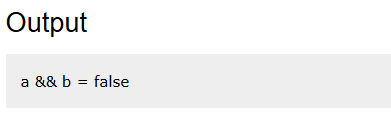 Output
a && b = false